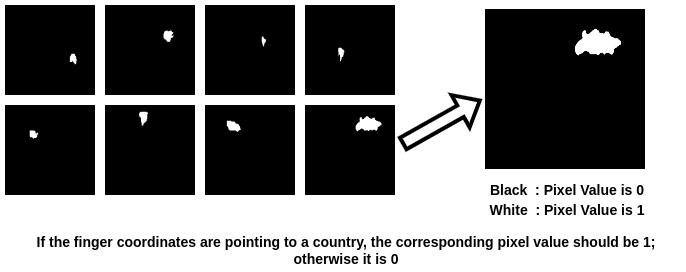 Black : Pixel Value is 0
White : Pixel Value is 1
If the finger coordinates are pointing to a country, the corresponding pixel value should be 1;
otherwise it is 0